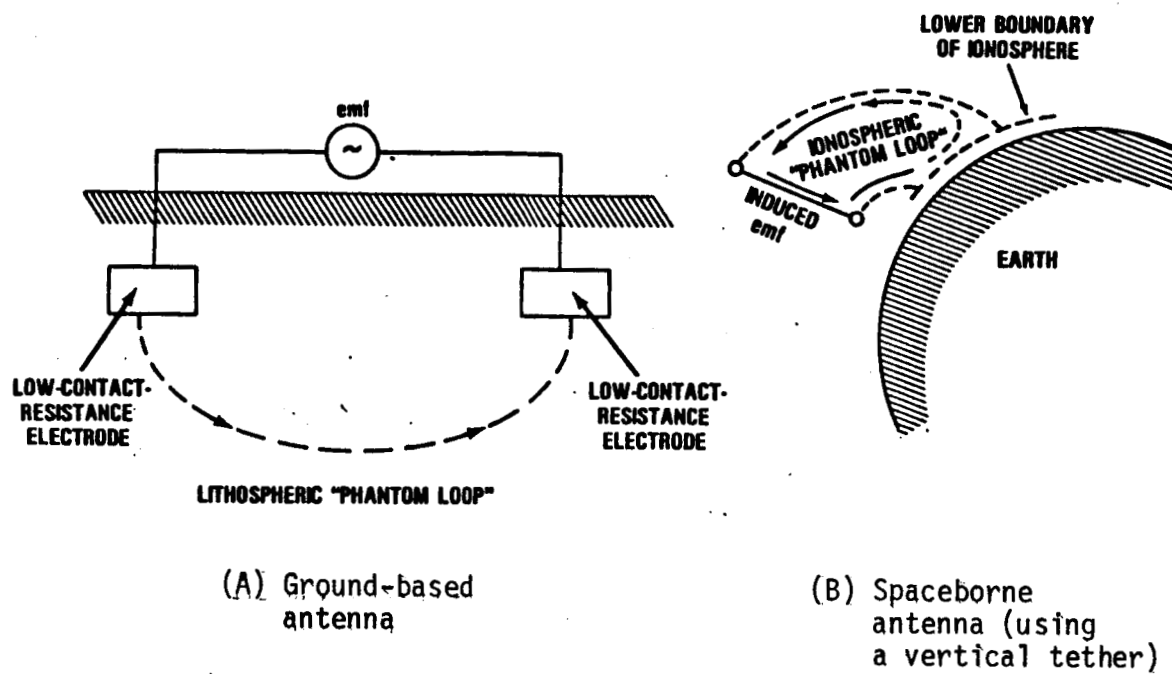 LOWER BOUNDARY
OF IONOSPHERE
emf
~
IONOSPHERIC
"PHANTOM LOOP"
INDUCED
emf
EARTH
LOW-CONTACT-
RESISTANCE
ELECTRODE
LOW-CONTACT-
RESISTANCE
ELECTRODE
LITHOSPHERIC "PHANTOM LOOP"
(A) Ground-based
antenna
(B) Spaceborne
antenna (using
a vertical tether)